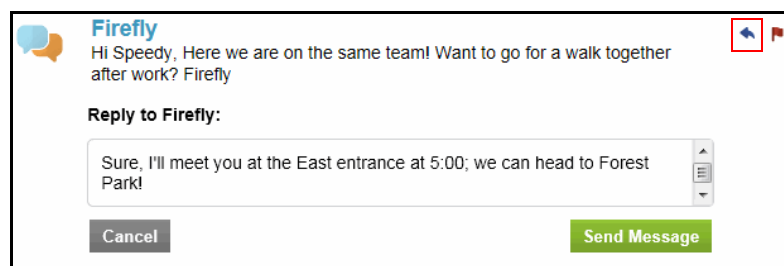 Firefly
Hi Speedy, Here we are on the same team! Want to go for a walk together
after work? Firefly
Reply to Firefly:
Sure, I'll meet you at the East entrance at 5:00; we can head to Forest
Park!
Cancel
Send Message